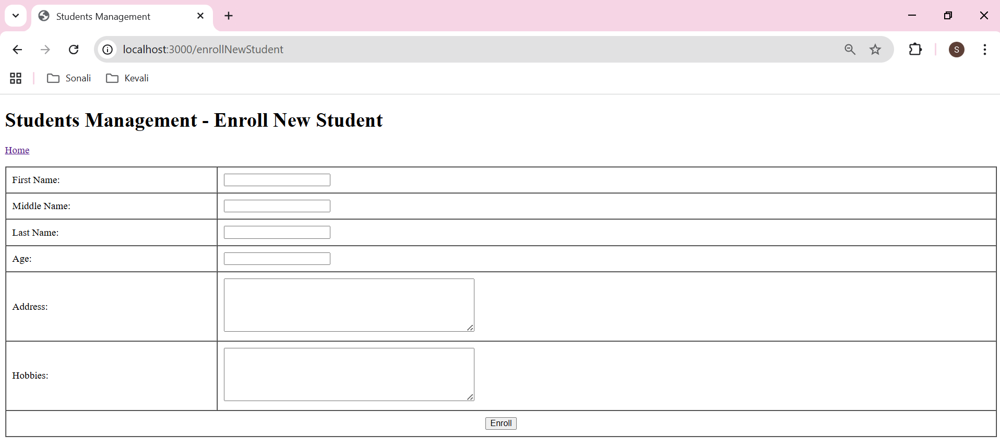 Students Management
localhost:3000/enrollNewStudent
S
Sonali
Kevali
Students Management - Enroll New Student
Home
First Name:
Middle Name:
Last Name:
Age:
Address:
Hobbies:
Enroll